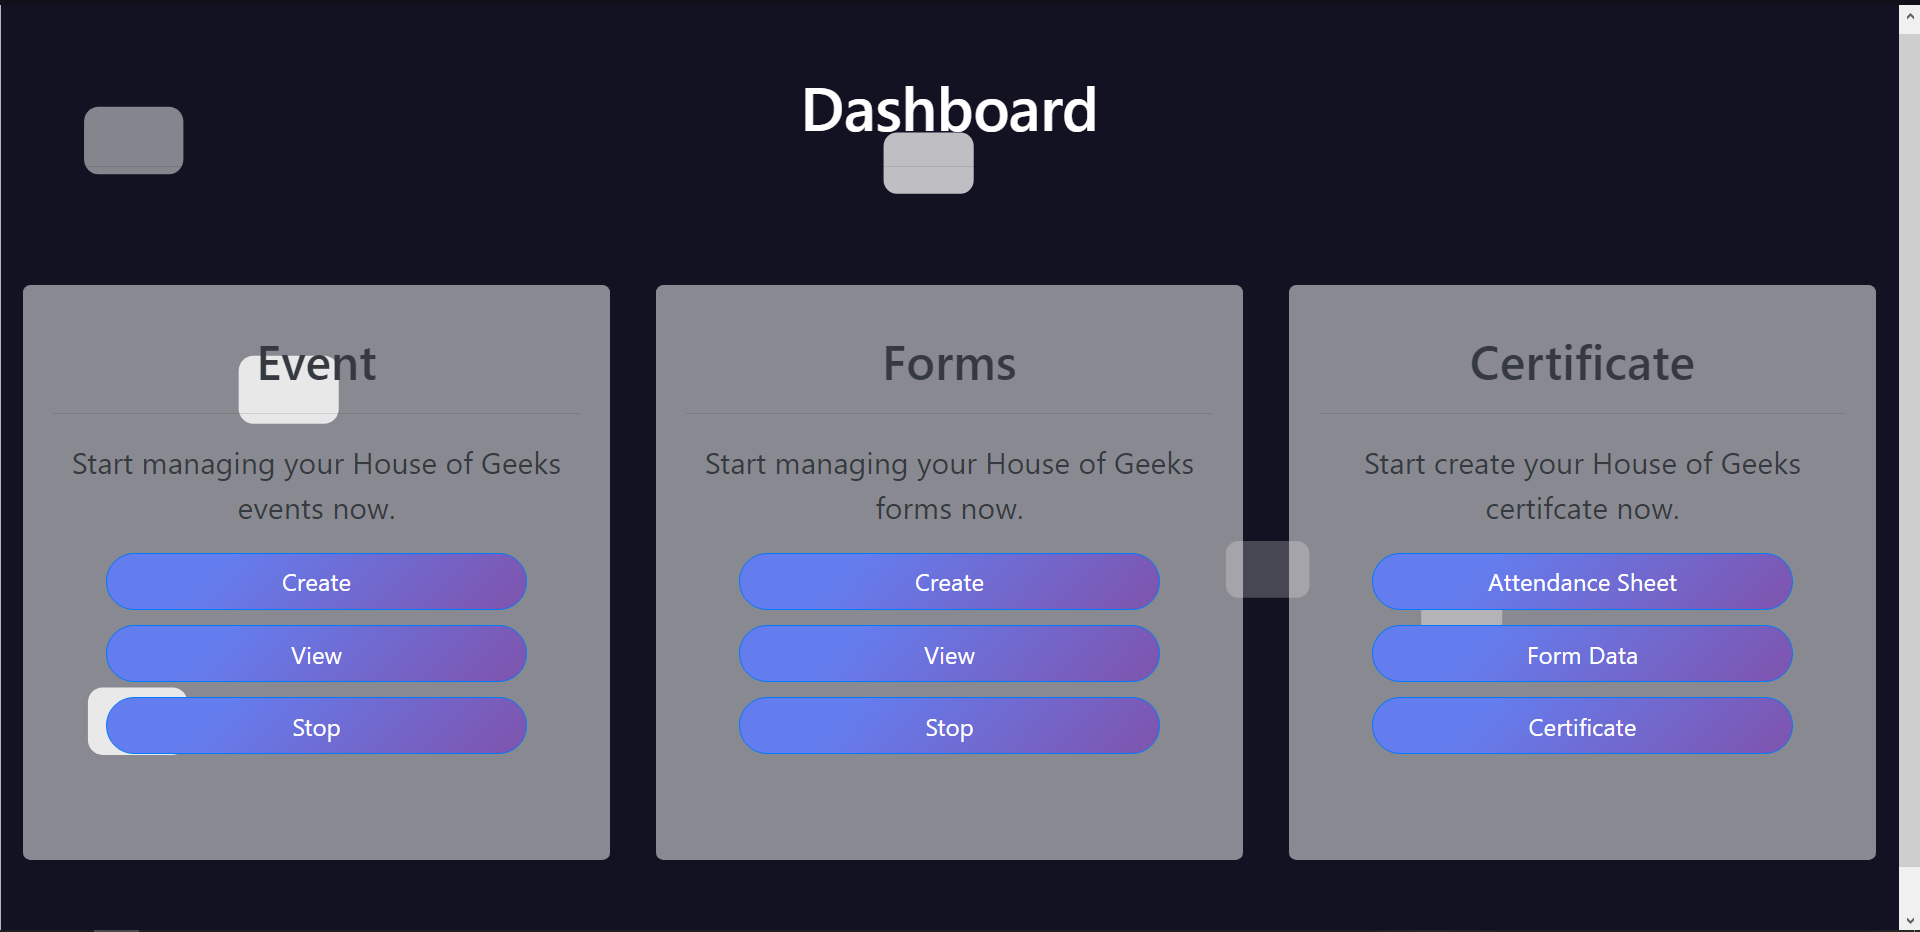 Dashboard
Event
Start managing your House of Geeks
events now.
Create
View
Stop
Forms
Start managing your House of Geeks
forms now.
Create
View
Stop
Certificate
Start create your House of Geeks
certifcate now.
Attendance Sheet
Form Data
Certificate